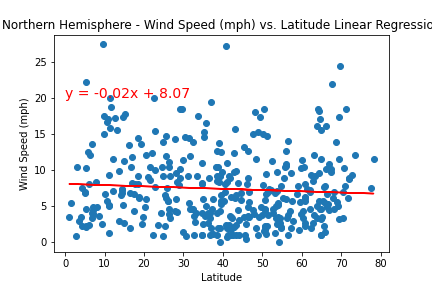 Northern Hemisphere - Wind Speed (mph) vs. Latitude Linear Regressio
y = -0.02x + 8.07
Wind Speed (mph)
25
20
15
10
5
0
0 10 20 30 40 50 60 70 80
Latitude